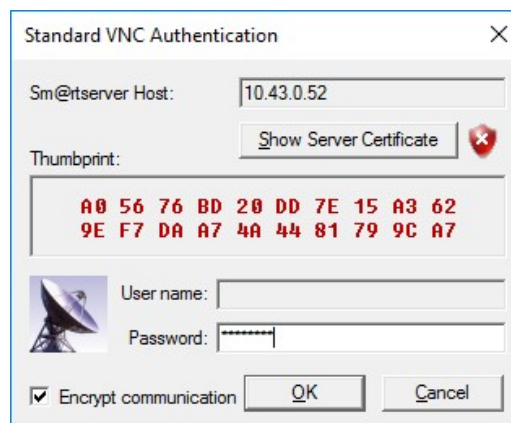 Standard VNC Authentication
Sm@rtserver Host: 10.43.0.52
Show Server Certificate
Thumbprint:
A0 56 76 BD 20 DD 7E 15 A3 62
9E F7 DA A7 4A 44 81 79 9C A7
User name:
Password: ********
Encrypt communication OK Cancel